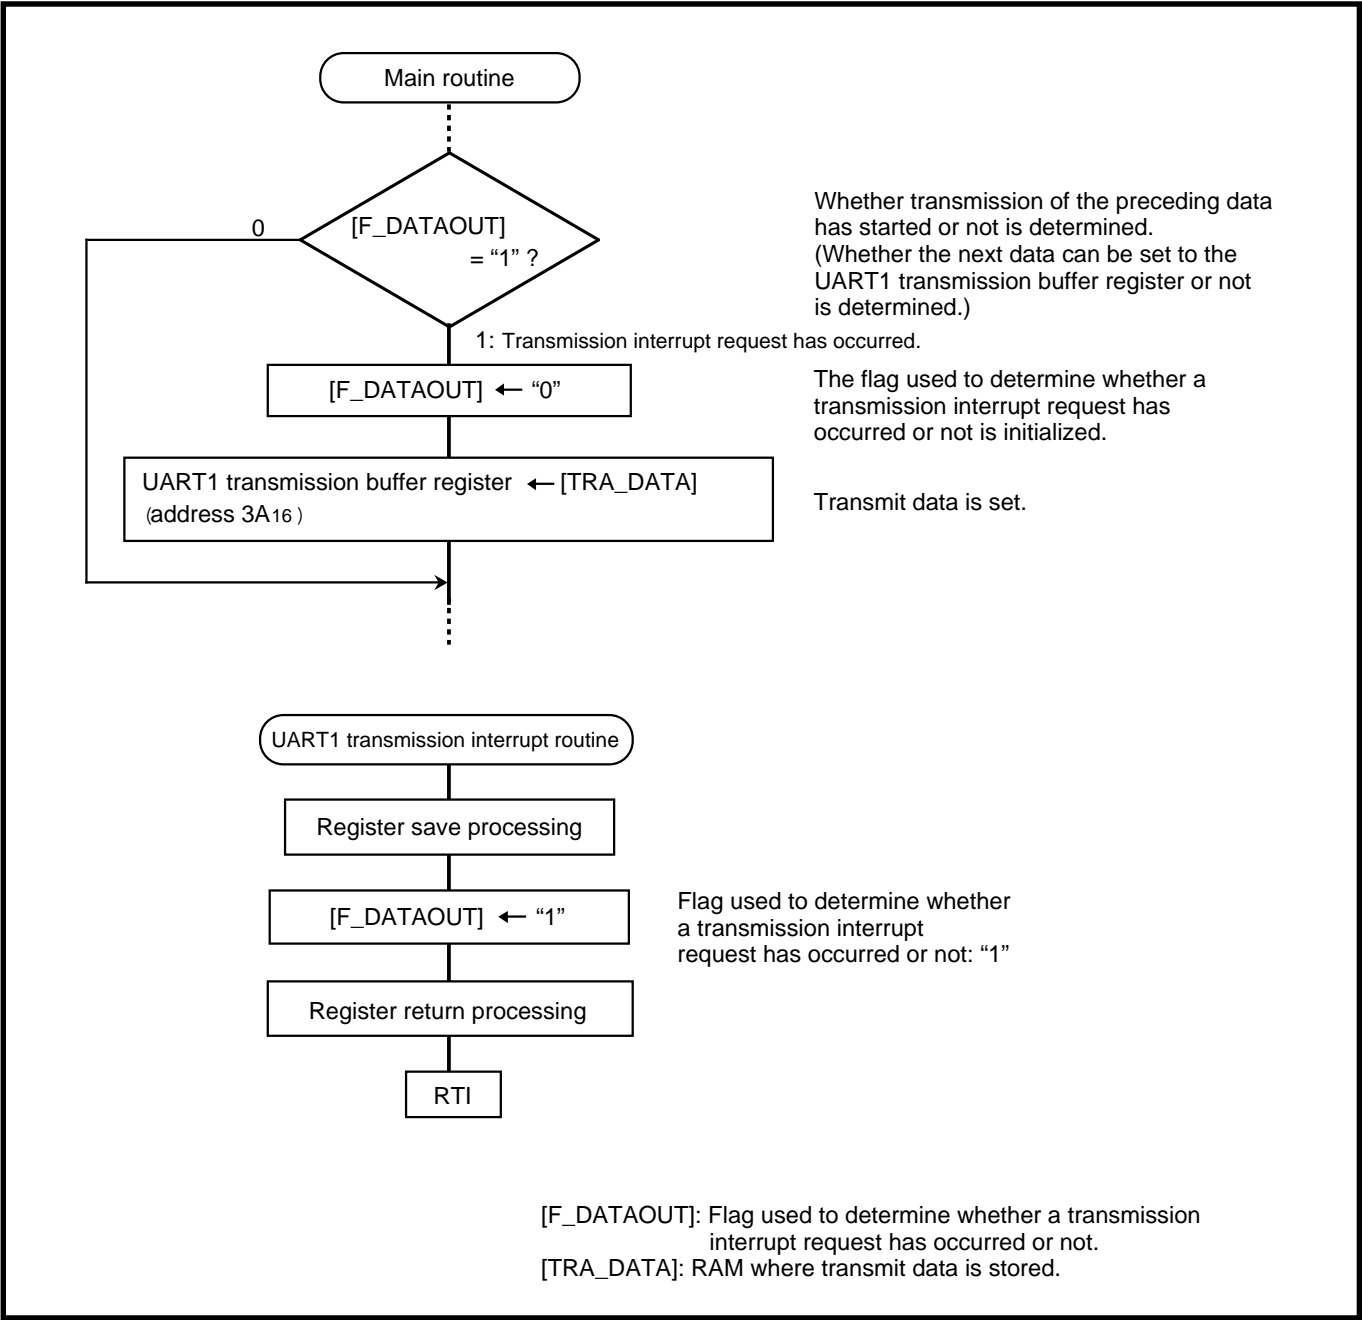 Main routine
0
[F_DATAOUT]
= “1” ?
Whether transmission of the preceding data
has started or not is determined.
(Whether the next data can be set to the
UART1 transmission buffer register or not
is determined.)
1: Transmission interrupt request has occurred.
[F_DATAOUT] ← “0”
The flag used to determine whether a
transmission interrupt request has
occurred or not is initialized.
UART1 transmission buffer register ← [TRA_DATA]
(address 3A16 )
Transmit data is set.
UART1 transmission interrupt routine
Register save processing
[F_DATAOUT] ← “1”
Flag used to determine whether
a transmission interrupt
request has occurred or not: “1”
Register return processing
RTI
[F_DATAOUT]: Flag used to determine whether a transmission
interrupt request has occurred or not.
[TRA_DATA]: RAM where transmit data is stored.